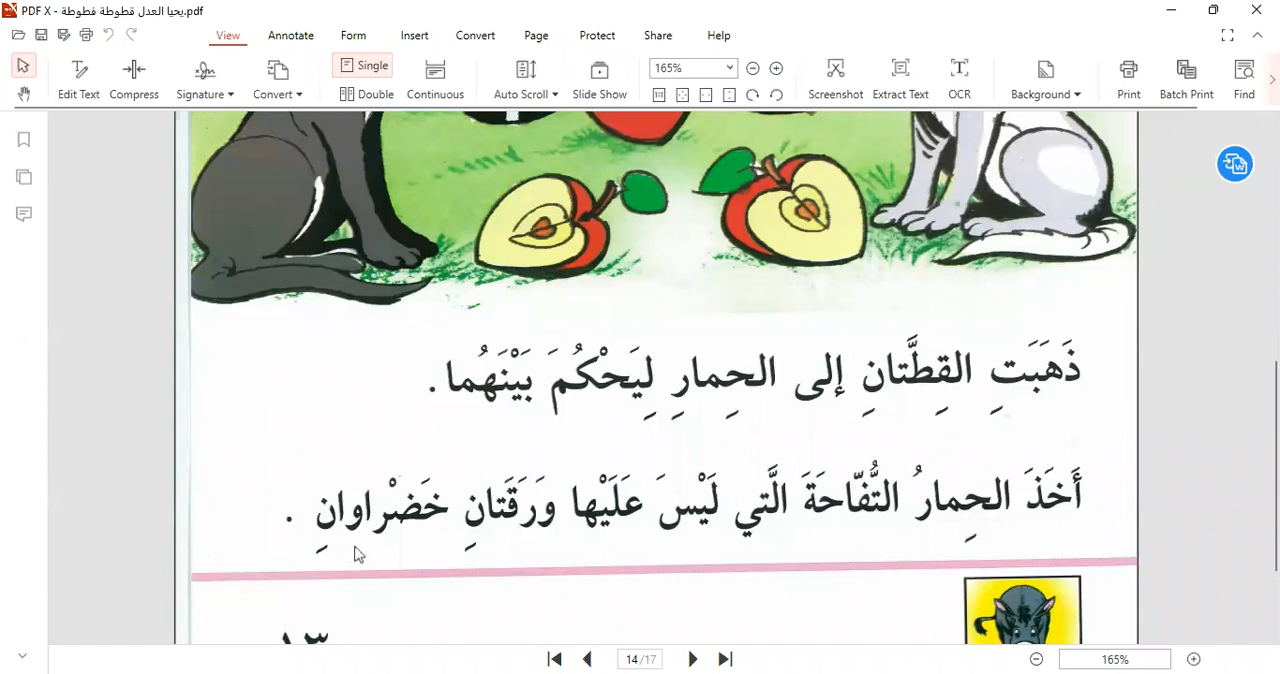 PDF X - يحيا العدل قطوطة فطوطة.pdf
View Annotate Form Insert Convert Page Protect Share Help
Single 165%
Edit Text Compress Signature Convert Double Continuous Auto Scroll Slide Show Screenshot Extract Text OCR Background Print Batch Print Find
ذَهَبَتِ القِطَّتانِ إلى الحِمارِ لِيَحْكُمَ بَيْنَهُما .
أَخَذَ الحِمارُ التُّفّاحَةَ الَّتي لَيْسَ عَلَيْها وَرَقَتانِ خَضْراوانِ .
١٣
14 /17 165%